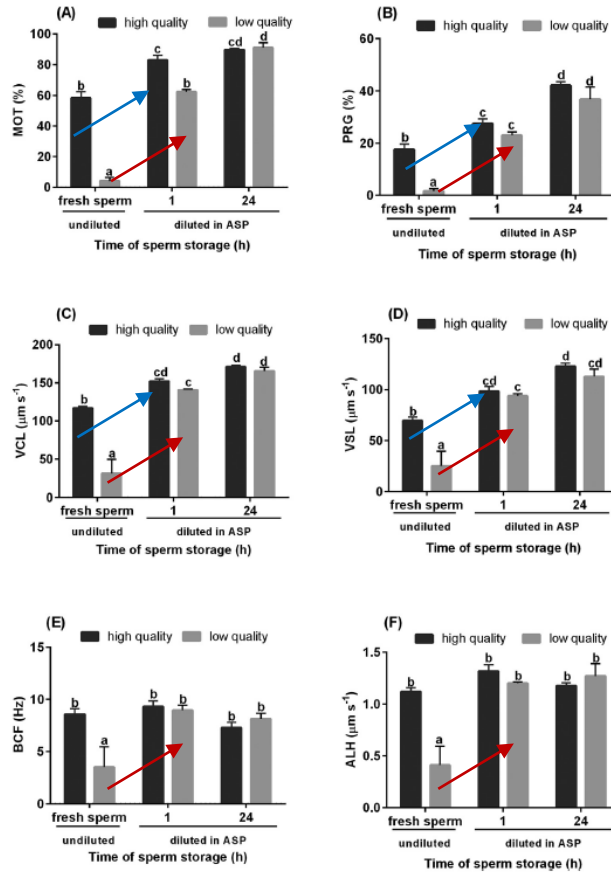 (A)
high quality low quality
MOT (%)
100
80
60
40
20
0
b
a
c
b
cd
d
fresh sperm 1 24
undiluted diluted in ASP
Time of sperm storage (h)
(B)
high quality low quality
PRG (%)
60
40
20
0
b
a
c
c
d
d
fresh sperm 1 24
undiluted diluted in ASP
Time of sperm storage (h)
(C)
high quality low quality
VCL (µm s⁻¹)
200
150
100
50
0
b
a
cd
c
d
d
fresh sperm 1 24
undiluted diluted in ASP
Time of sperm storage (h)
(D)
high quality low quality
VSL (µm s⁻¹)
150
100
50
0
b
a
cd
c
d
cd
fresh sperm 1 24
undiluted diluted in ASP
Time of sperm storage (h)
(E)
high quality low quality
BCF (Hz)
15
10
5
0
b
a
b
b
b
b
fresh sperm 1 24
undiluted diluted in ASP
Time of sperm storage (h)
(F)
high quality low quality
ALH (µm s⁻¹)
1.5
1.0
0.5
0.0
b
a
b
b
b
b
fresh sperm 1 24
undiluted diluted in ASP
Time of sperm storage (h)